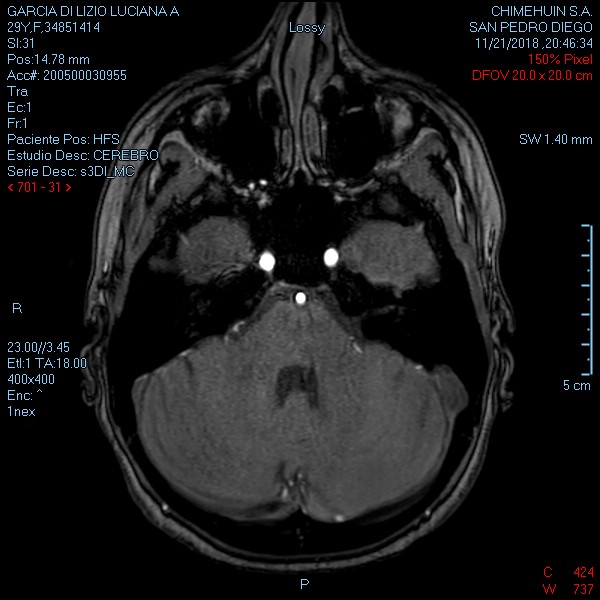 GARCIA DI LIZIO LUCIANA A
29Y,F,34851414
Sl:31
Pos:14.78 mm
Acc#: 200500030955
Tra
Ec:1
Fr:1
Paciente Pos: HFS
Estudio Desc: CEREBRO
Serie Desc: s3DI_MC
< 701 - 31 >
Lossy
CHIMEHUIN S.A.
SAN PEDRO DIEGO
11/21/2018 ,20:46:34
150% Pixel
DFOV 20.0 x 20.0 cm
SW 1.40 mm
R
23.00//3.45
Etl:1 TA:18.00
400x400
Enc: ^
1nex
5 cm
P
C 424
W 737